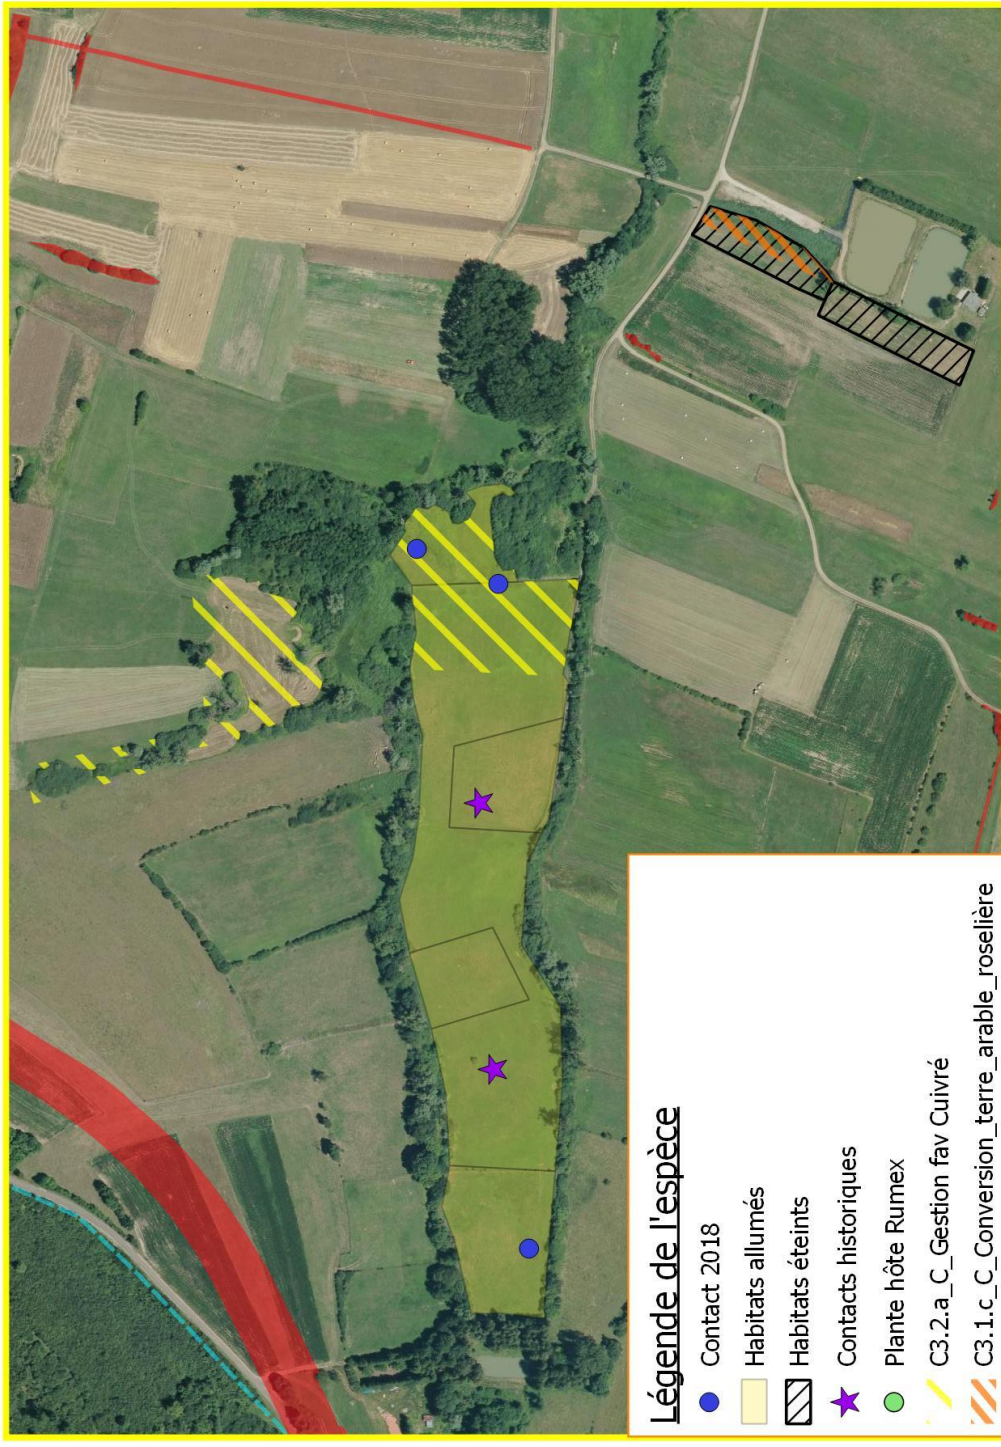 Légende de l'espèce
Contact 2018
Habitats allumés
Habitats éteints
Contacts historiques
Plante hôte Rumex
C3.2.a_C_Gestion fav Cuivré
C3.1.c_C_Conversion_terre_arable_roselière